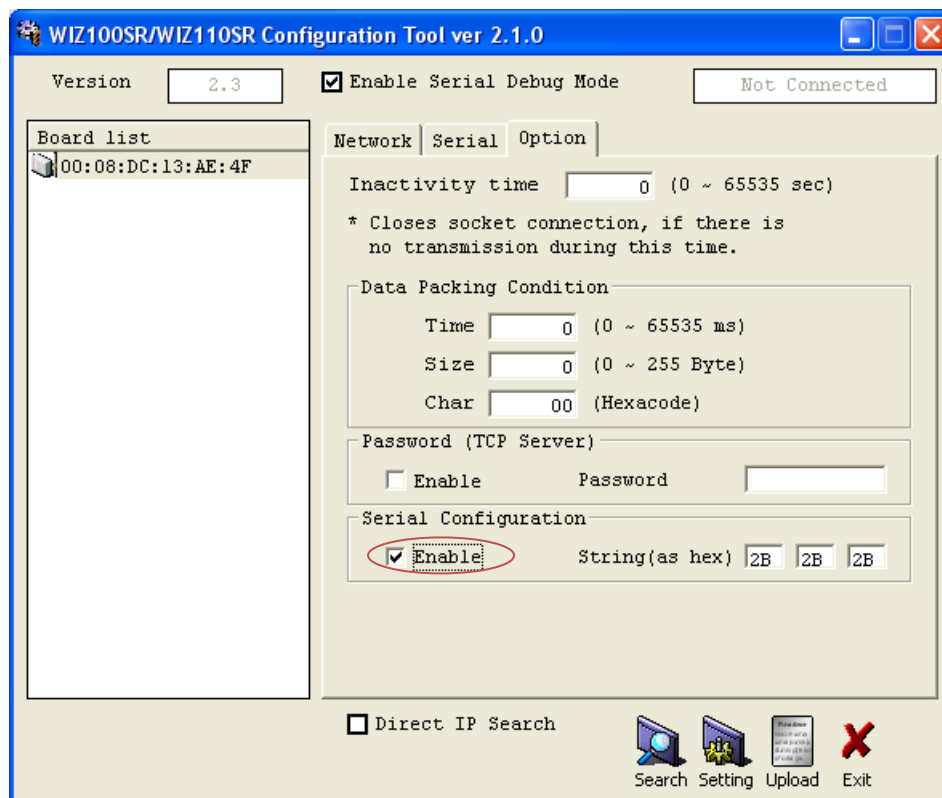 WIZ100SR/WIZ110SR Configuration Tool ver 2.1.0
Version 2.3 Enable Serial Debug Mode Not Connected
Board list
00:08:DC:13:AE:4F
Network Serial Option
Inactivity time 0 (0 ~ 65535 sec)
* Closes socket connection, if there is
no transmission during this time.
Data Packing Condition
Time 0 (0 ~ 65535 ms)
Size 0 (0 ~ 255 Byte)
Char 00 (Hexacode)
Password (TCP Server)
Enable Password
Serial Configuration
Enable String(as hex) 2B 2B 2B
Direct IP Search
Readme
Search Setting Upload Exit